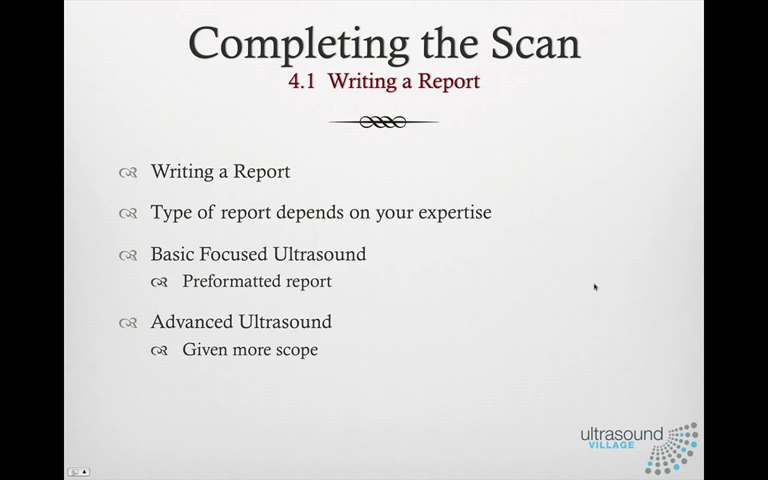 Completing the Scan
4.1 Writing a Report
Writing a Report
Type of report depends on your expertise
Basic Focused Ultrasound
Preformatted report
Advanced Ultrasound
Given more scope
ultrasound
VILLAGE